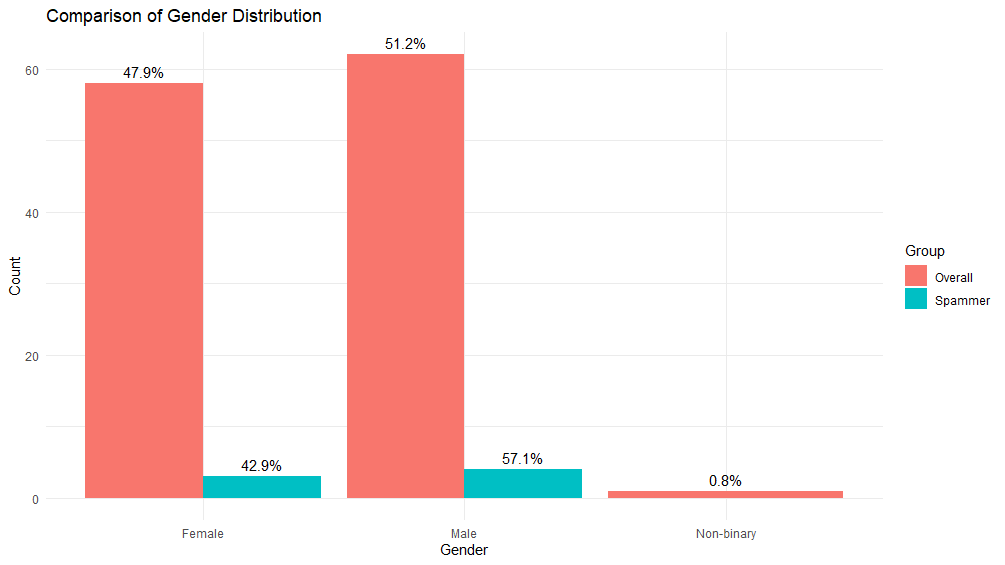 Comparison of Gender Distribution
51.2%
47.9%
42.9%
57.1%
0.8%
60
40
20
0
Count
Female
Male
Non-binary
Gender
Group
Overall
Spammer